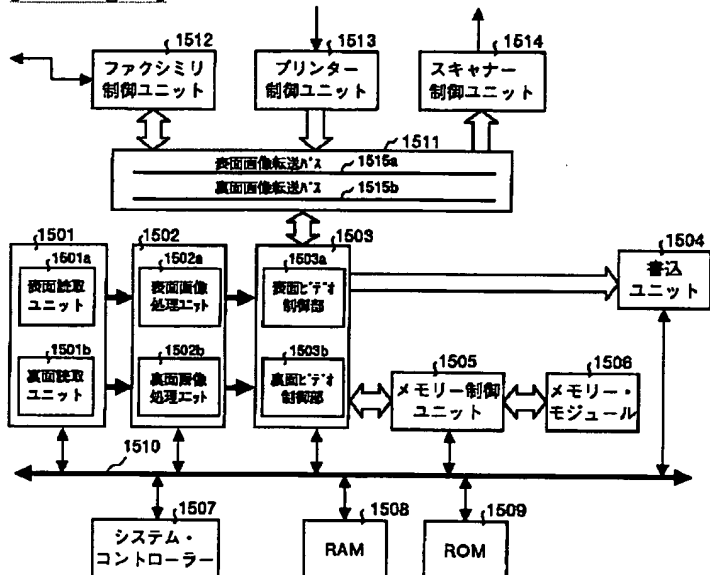 1512
ファクシミリ
制御ユニット
1513
プリンター
制御ユニット
1514
スキャナー
制御ユニット
1511
表面画像転送バス
1515a
裏面画像転送バス
1515b
1501
1501a
表面読取
ユニット
1501b
裏面読取
ユニット
1502
1502a
表面画像
処理ユニット
1502b
裏面画像
処理ユニット
1503
1503a
表面ビデオ
制御部
1503b
裏面ビデオ
制御部
1504
書込
ユニット
1505
メモリー制御
ユニット
1506
メモリー・
モジュール
1510
1507
システム・
コントローラー
1508
RAM
1509
ROM